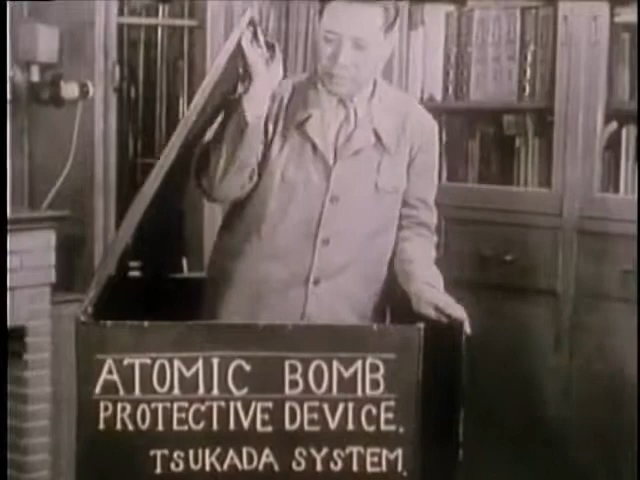 ATOMIC BOMB
PROTECTIVE DEVICE.
TSUKADA SYSTEM.